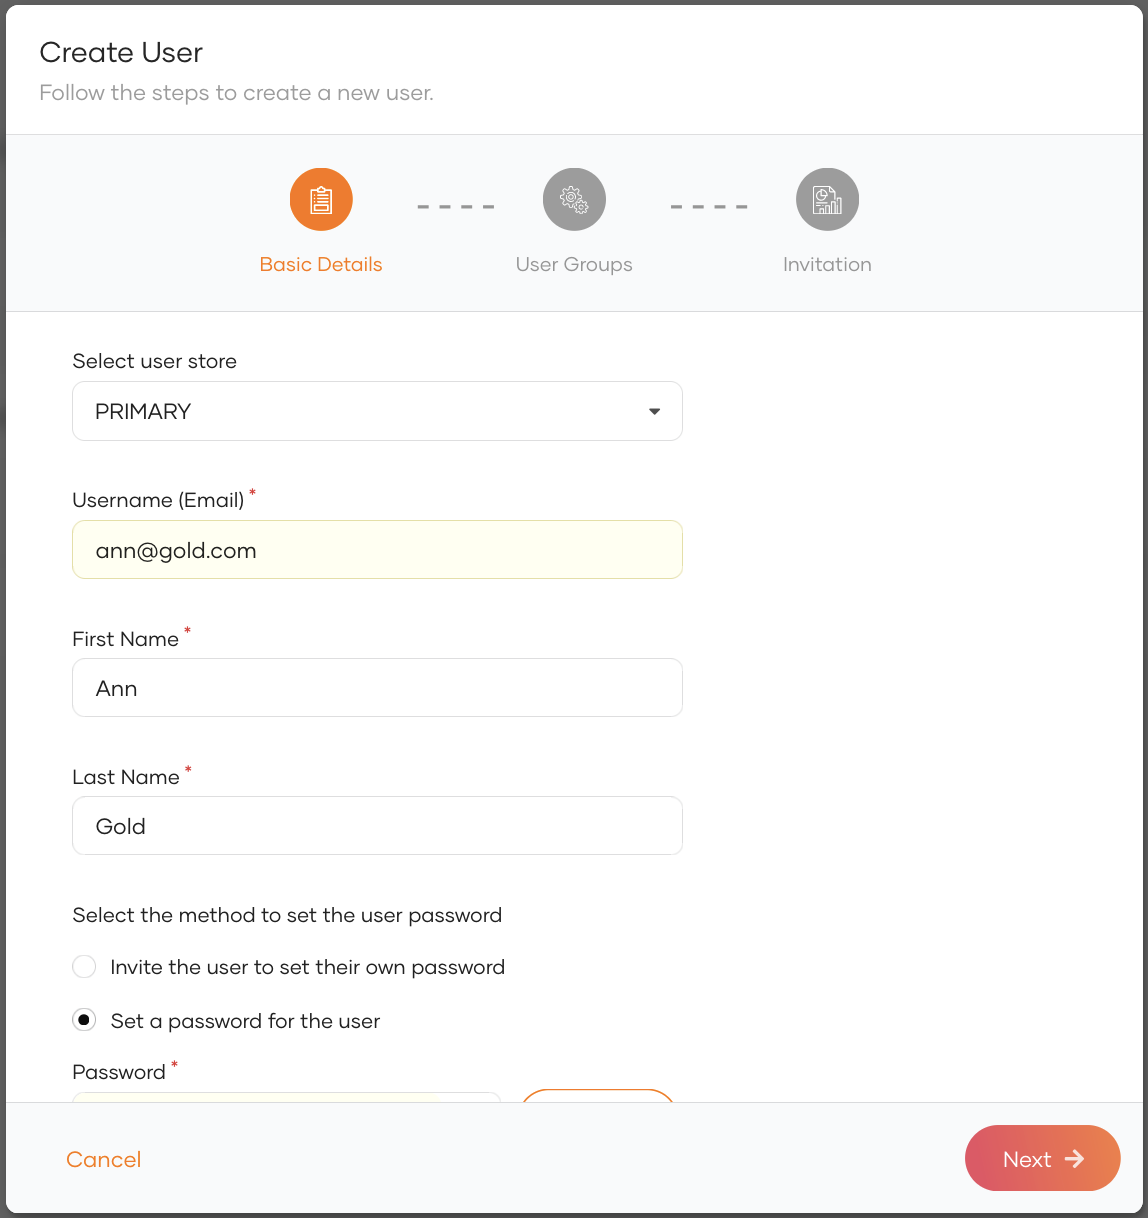 Create User
Follow the steps to create a new user.
Basic Details
User Groups
Invitation
Select user store
PRIMARY
Username (Email) *
ann@gold.com
First Name *
Ann
Last Name *
Gold
Select the method to set the user password
Invite the user to set their own password
Set a password for the user
Password *
Cancel
Next